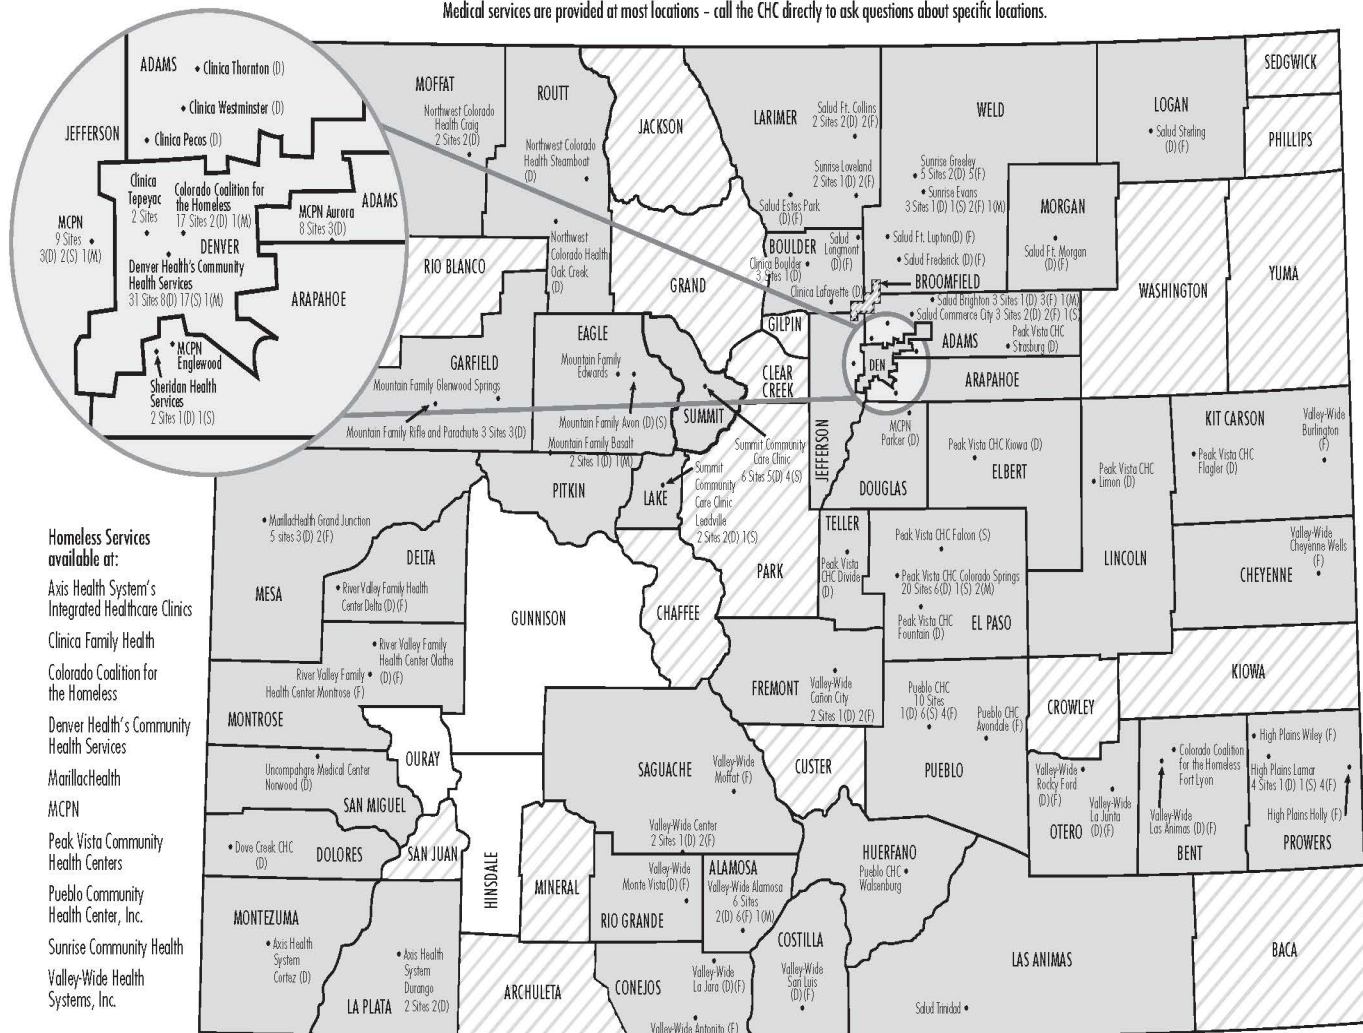 Medical services are provided at most locations – call the CHC directly to ask questions about specific locations.
ADAMS
Clinica Thornton (D)
Clinica Westminster (D)
JEFFERSON
Clinica Pecos (D)
Clinica
Tepeyac
2 Sites
Colorado Coalition for
the Homeless
17 Sites 2(D) 1(M)
ADAMS
MCPN Aurora
8 Sites 3(D)
MCPN
9 Sites
3(D) 2(S) 1(M)
DENVER
Denver Health's Community
Health Services
31 Sites 8(D) 17(S) 1(M)
ARAPAHOE
MCPN
Englewood
Sheridan Health
Services
2 Sites 1(D) 1(S)
MOFFAT
Northwest Colorado
Health Craig
2 Sites 2(D)
ROUTT
Northwest Colorado
Health Steamboat
(D)
Northwest
Colorado Health
Oak Creek
(D)
JACKSON
LARIMER
Salud Ft. Collins
2 Sites 2(D) 2(F)
Sunrise Loveland
2 Sites 1(D) 2(F)
Salud Estes Park
(D)(F)
WELD
Sunrise Greeley
5 Sites 2(D) 5(F)
Sunrise Evans
3 Sites 1(D) 1(S) 2(F) 1(M)
Salud Ft. Lupton(D) (F)
Salud Frederick (D) (F)
LOGAN
Salud Sterling
(D)(F)
SEDGWICK
PHILLIPS
MORGAN
Salud Ft. Morgan
(D)(F)
WASHINGTON
YUMA
RIO BLANCO
GRAND
BOULDER
Salud
Longmont
(D)(F)
Clinica Boulder
3 Sites 1(D)
Clinica Lafayette (D)
BROOMFIELD
Salud Brighton 3 Sites 1(D) 3(F) 1(M)
Salud Commerce City 3 Sites 2(D) 2(F) 1(S)
ADAMS
Peak Vista CHC
Strasburg (D)
GILPIN
CLEAR
CREEK
DEN
ARAPAHOE
EAGLE
Mountain Family
Edwards
Mountain Family Avon (D)(S)
Mountain Family Basalt
2 Sites 1(D) 1(M)
GARFIELD
Mountain Family Glenwood Springs
Mountain Family Rifle and Parachute 3 Sites 3(D)
SUMMIT
Summit Community
Care Clinic
6 Sites 5(D) 4(S)
JEFFERSON
MCPN
Parker (D)
DOUGLAS
Peak Vista CHC Kiowa (D)
ELBERT
Peak Vista CHC
Limon (D)
LINCOLN
KIT CARSON
Valley-Wide
Burlington
(F)
Peak Vista CHC
Flagler (D)
Valley-Wide
Cheyenne Wells
(F)
CHEYENNE
PITKIN
LAKE
Summit
Community
Care Clinic
Leadville
2 Sites 2(D) 1(S)
PARK
TELLER
Peak Vista
CHC Divide
(D)
Peak Vista CHC Falcon (S)
Peak Vista CHC Colorado Springs
20 Sites 6(D) 1(S) 2(M)
Peak Vista CHC
Fountain (D)
EL PASO
MarillacHealth Grand Junction
5 sites 3(D) 2(F)
MESA
DELTA
River Valley Family Health
Center Delta (D)(F)
GUNNISON
CHAFFEE
River Valley Family
Health Center Olathe
(D)(F)
River Valley Family
Health Center Montrose (F)
MONTROSE
FREMONT
Valley-Wide
Cañon City
2 Sites 1(D) 2(F)
Pueblo CHC
10 Sites
1(D) 6(S) 4(F)
Pueblo CHC
Avondale (F)
PUEBLO
CROWLEY
KIOWA
OURAY
Uncompahgre Medical Center
Norwood (D)
SAN MIGUEL
SAGUACHE
Valley-Wide
Moffat (F)
Valley-Wide Center
2 Sites 1(D) 2(F)
CUSTER
Valley-Wide
Rocky Ford
(D)(F)
Valley-Wide
La Junta
(D)(F)
OTERO
Colorado Coalition
for the Homeless
Fort Lyon
Valley-Wide
Las Animas (D)(F)
BENT
High Plains Wiley (F)
High Plains Lamar
4 Sites 1(D) 1(S) 4(F)
High Plains Holly (F)
PROWERS
Dove Creek CHC
(D)
DOLORES
SAN JUAN
HINSDALE
MINERAL
Valley-Wide
Monte Vista(D)(F)
RIO GRANDE
ALAMOSA
Valley-Wide Alamosa
6 Sites
2(D) 6(F) 1(M)
HUERFANO
Pueblo CHC
Walsenburg
MONTEZUMA
Axis Health
System
Cortez (D)
Axis Health
System
Durango
2 Sites 2(D)
LA PLATA
ARCHULETA
CONEJOS
Valley-Wide
La Jara (D)(F)
Valley-Wide Antonito (F)
COSTILLA
Valley-Wide
San Luis
(D)(F)
LAS ANIMAS
Salud Trinidad
BACA
Homeless Services
available at:
Axis Health System's
Integrated Healthcare Clinics
Clinica Family Health
Colorado Coalition for
the Homeless
Denver Health's Community
Health Services
MarillacHealth
MCPN
Peak Vista Community
Health Centers
Pueblo Community
Health Center, Inc.
Sunrise Community Health
Valley-Wide Health
Systems, Inc.